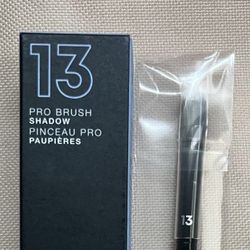 13
PRO BRUSH
SHADOW
PINCEAU PRO
PAUPIÈRES
13